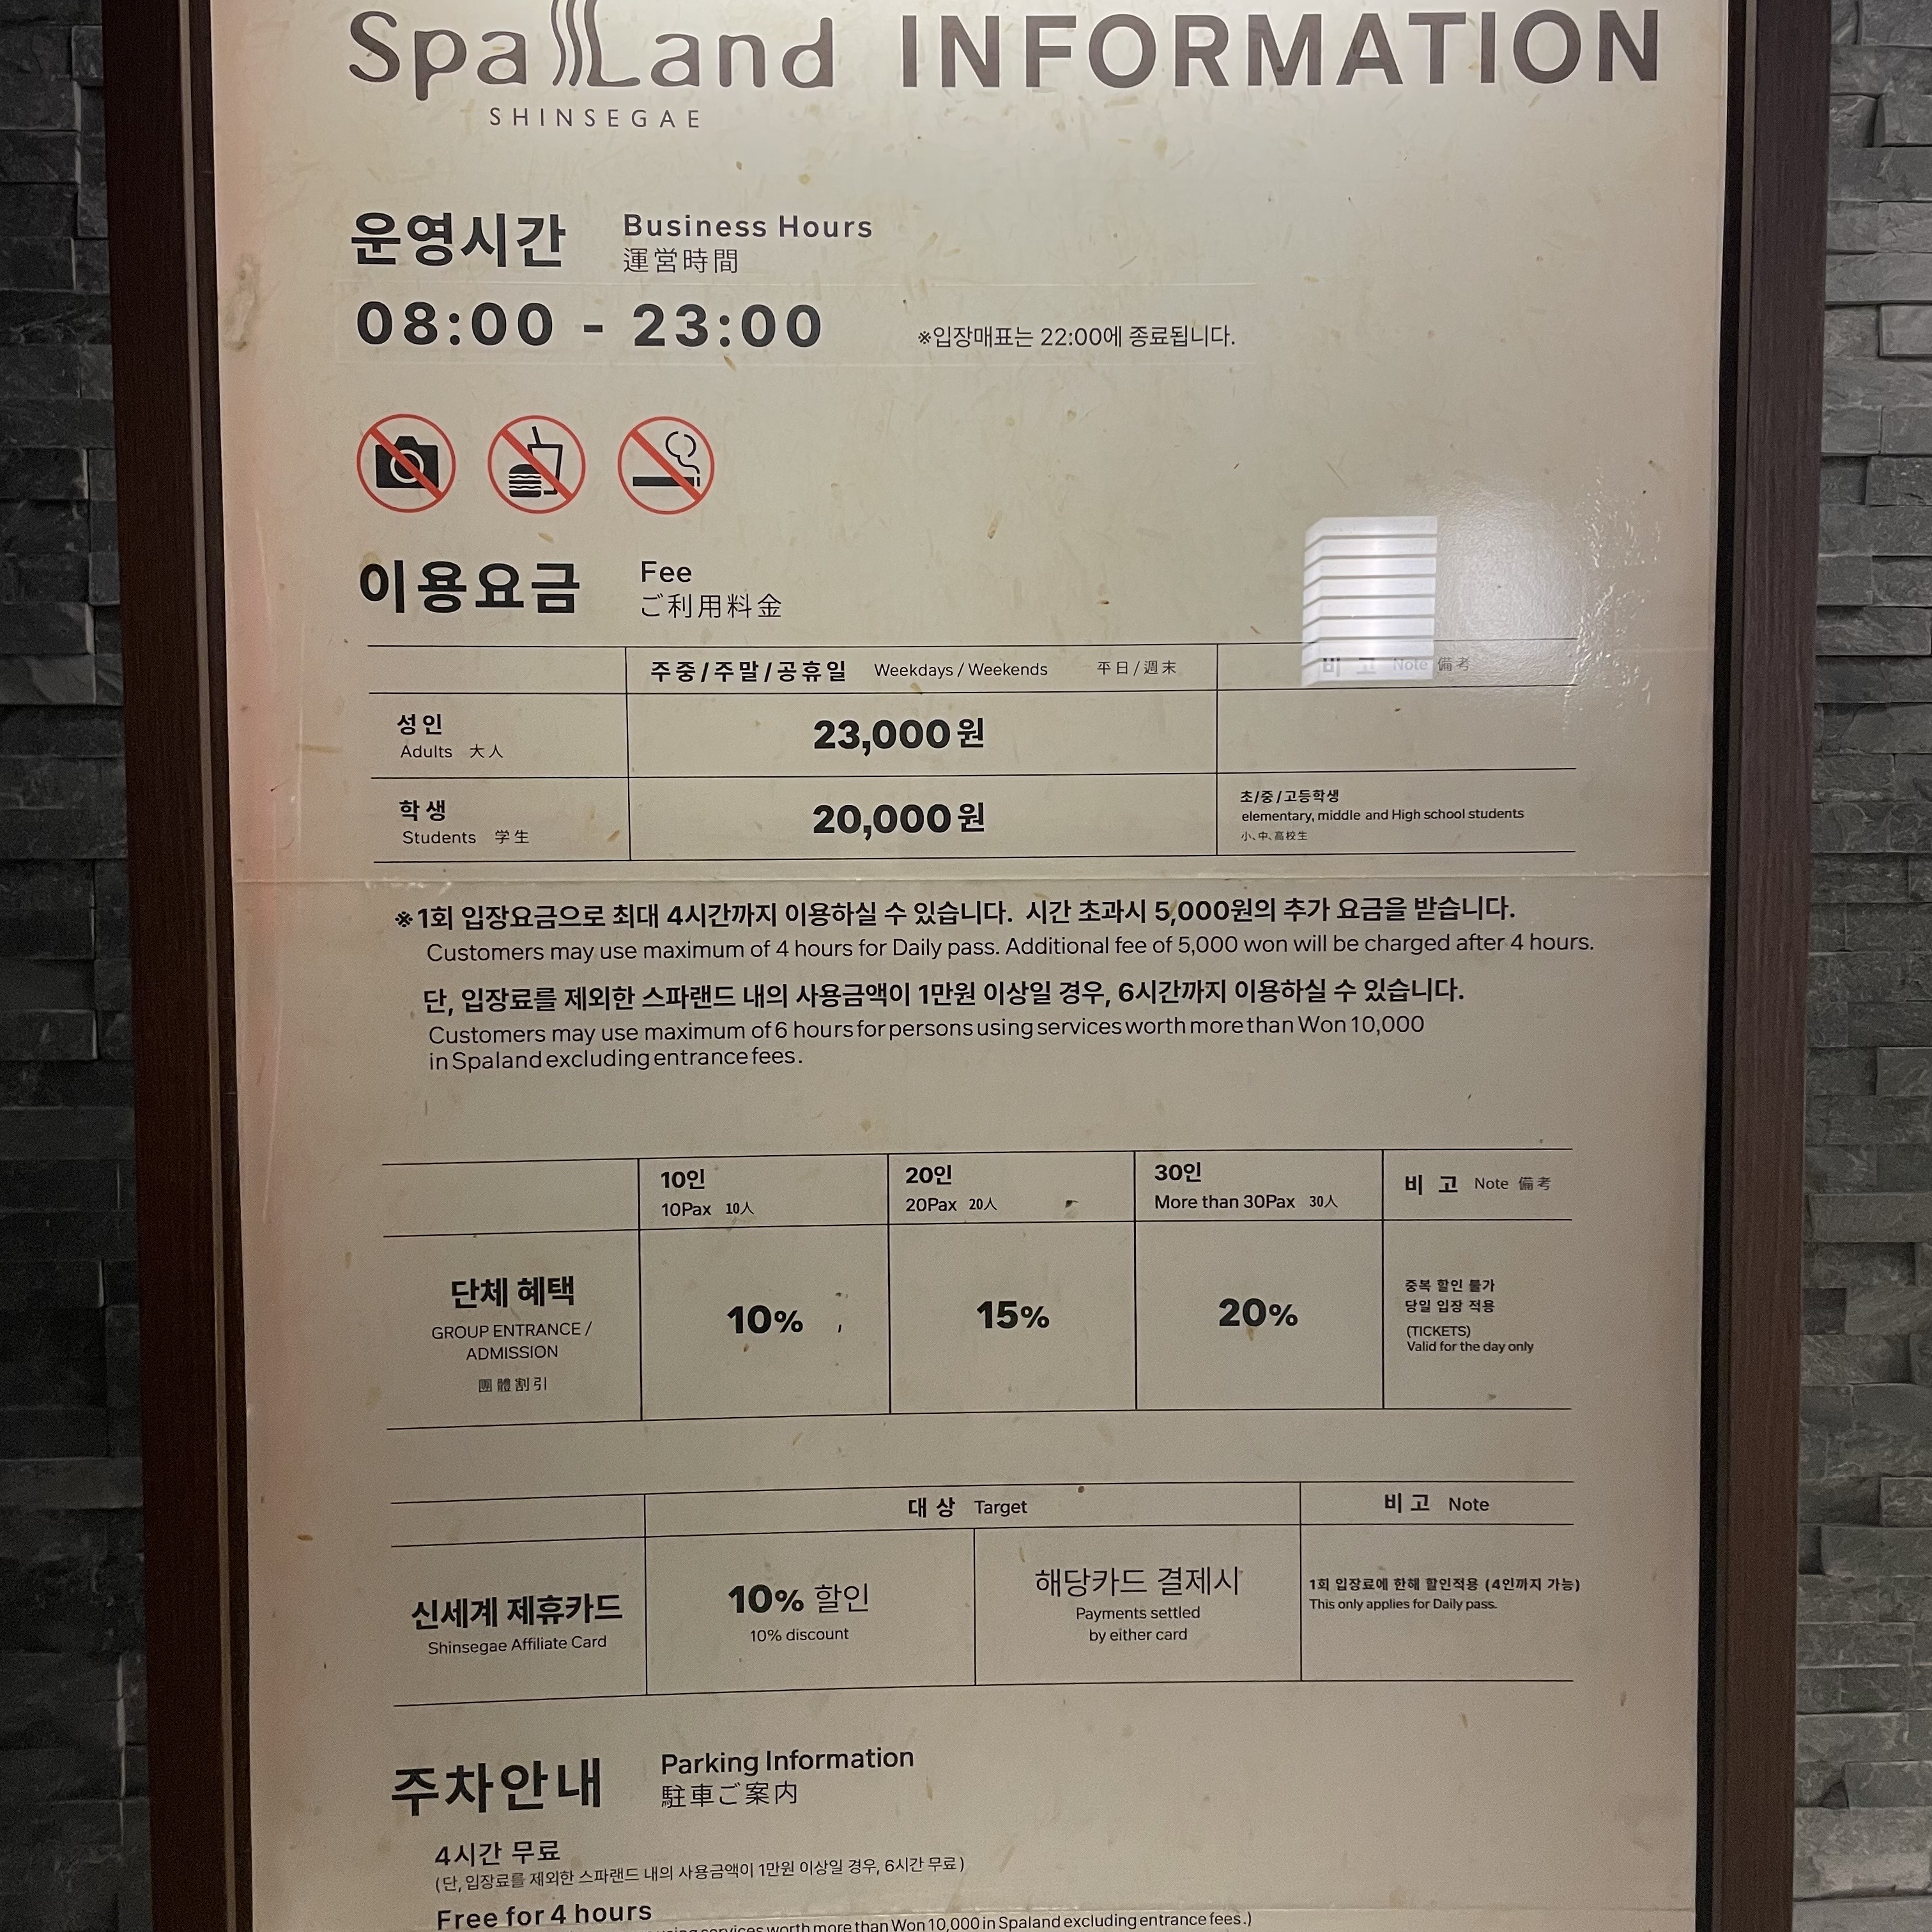 Spa Land INFORMATION
SHINSEGAE
운영시간 Business Hours
運営時間
08:00 - 23:00 ※입장매표는 22:00에 종료됩니다.
이용요금 Fee
ご利用料金
주중/주말/공휴일 Weekdays / Weekends 平日/週末 비 고 Note 備考
성인
Adults 大人
23,000원
학생
Students 学生
20,000원
초/중/고등학생
elementary, middle and High school students
小、中、高校生
※1회 입장요금으로 최대 4시간까지 이용하실 수 있습니다. 시간 초과시 5,000원의 추가 요금을 받습니다.
Customers may use maximum of 4 hours for Daily pass. Additional fee of 5,000 won will be charged after 4 hours.
단, 입장료를 제외한 스파랜드 내의 사용금액이 1만원 이상일 경우, 6시간까지 이용하실 수 있습니다.
Customers may use maximum of 6 hours for persons using services worth more than Won 10,000
in Spaland excluding entrance fees.
10인
10Pax 10人
20인
20Pax 20人
30인
More than 30Pax 30人
비 고 Note 備考
단체 혜택
GROUP ENTRANCE /
ADMISSION
團體割引
10%
15%
20%
중복 할인 불가
당일 입장 적용
(TICKETS)
Valid for the day only
대 상 Target
비 고 Note
신세계 제휴카드
Shinsegae Affiliate Card
10% 할인
10% discount
해당카드 결제시
Payments settled
by either card
1회 입장료에 한해 할인적용 (4인까지 가능)
This only applies for Daily pass.
주차안내 Parking Information
駐車ご案内
4시간 무료
(단, 입장료를 제외한 스파랜드 내의 사용금액이 1만원 이상일 경우, 6시간 무료)
Free for 4 hours
services worth more than Won 10,000 in Spaland excluding entrance fees.)